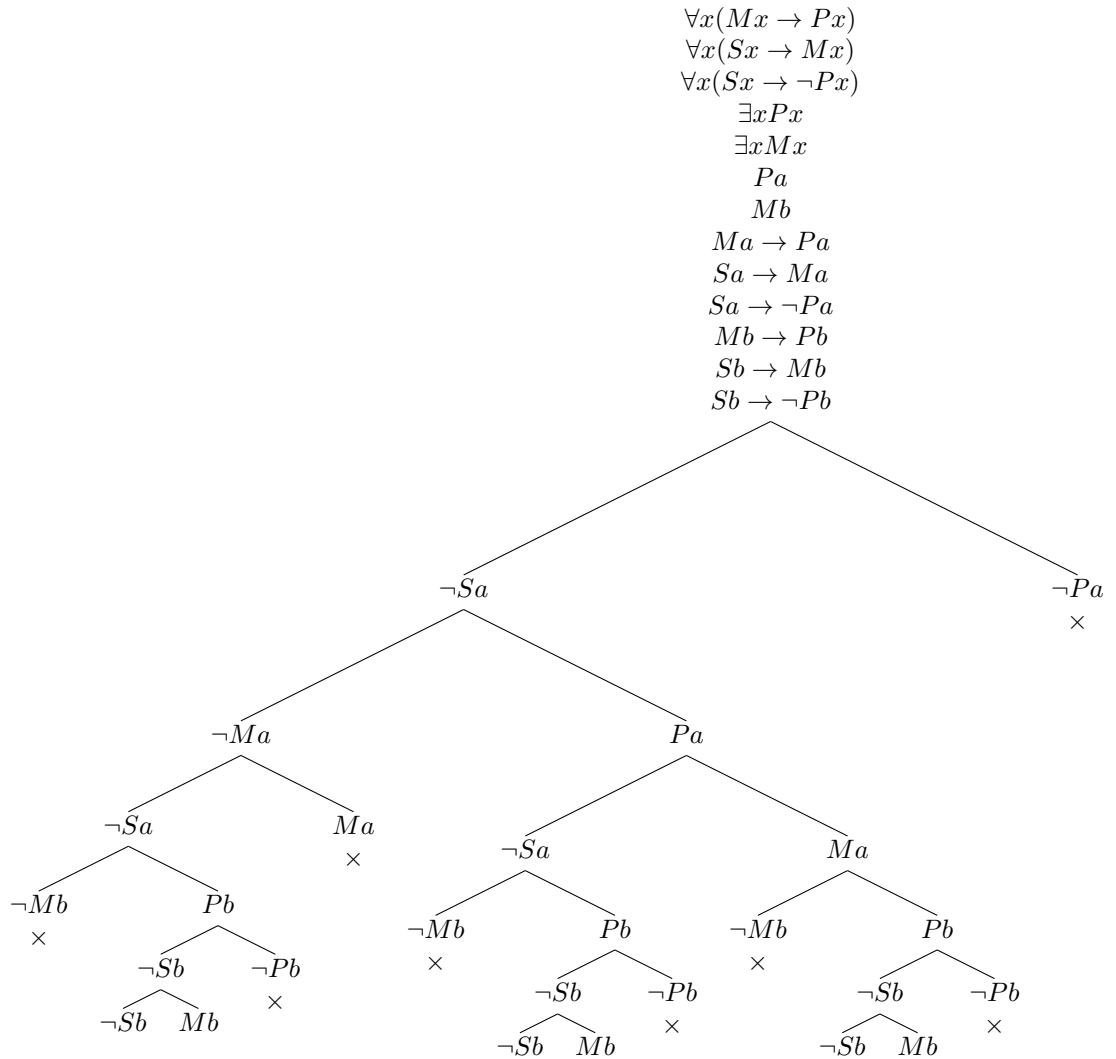 ∀x(Mx → Px)
∀x(Sx → Mx)
∀x(Sx → ¬Px)
∃xPx
∃xMx
Pa
Mb
Ma → Pa
Sa → Ma
Sa → ¬Pa
Mb → Pb
Sb → Mb
Sb → ¬Pb
¬Sa ¬Pa
×
¬Ma Pa
¬Sa Ma ¬Sa Ma
×
¬Mb Pb ¬Mb Pb ¬Mb Pb
× × ×
¬Sb ¬Pb ¬Sb ¬Pb ¬Sb ¬Pb
× × ×
¬Sb Mb ¬Sb Mb ¬Sb Mb